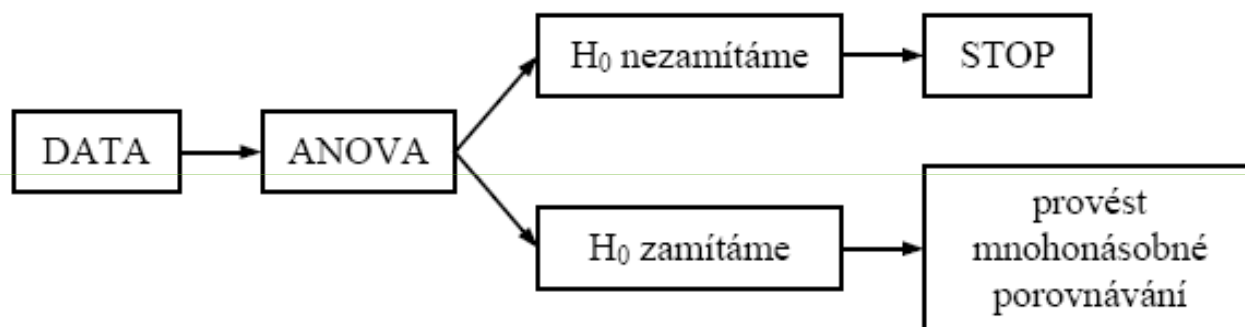 DATA
ANOVA
H₀ nezamítáme
STOP
H₀ zamítáme
provést
mnohonásobné
porovnávání